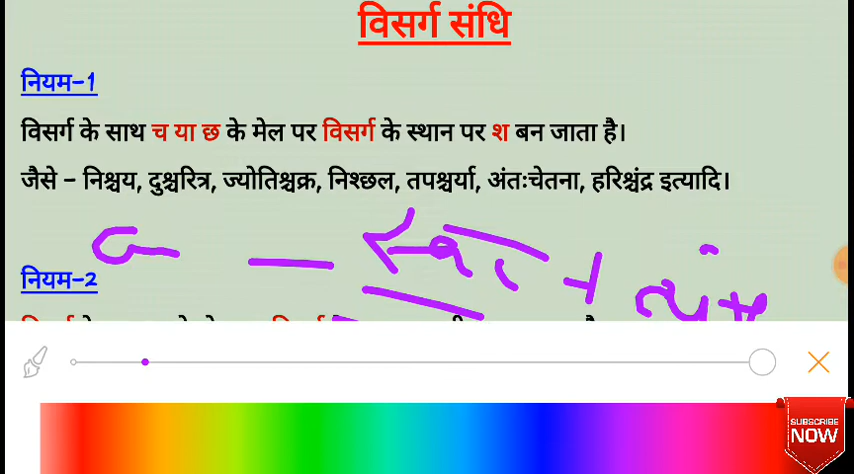 विसर्ग संधि
नियम-1
विसर्ग के साथ च या छ के मेल पर विसर्ग के स्थान पर श बन जाता है।
जैसे – निश्चय, दुश्चरित्र, ज्योतिश्चक्र, निश्छल, तपश्चर्या, अंतःचेतना, हरिश्चंद्र इत्यादि।
नियम-2
SUBSCRIBE
NOW